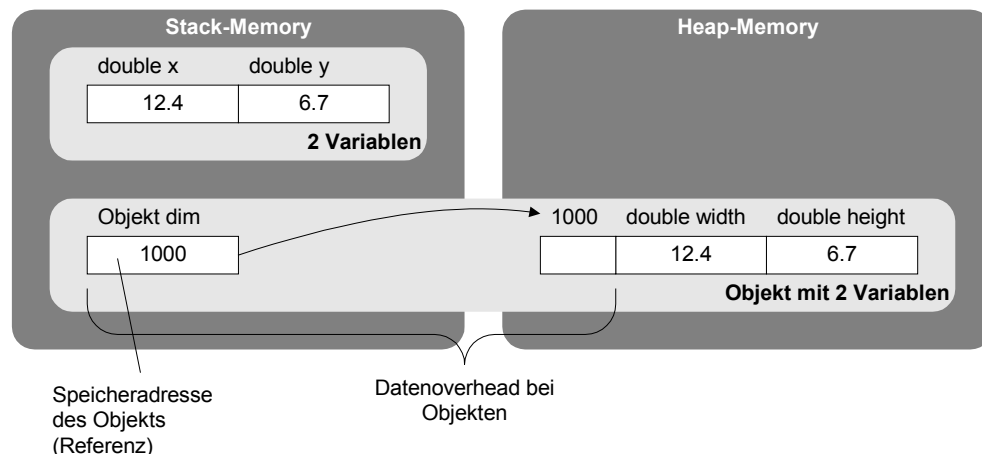 Stack-Memory
Heap-Memory
double x
double y
12.4
6.7
2 Variablen
Objekt dim
1000
1000
double width
double height
12.4
6.7
Objekt mit 2 Variablen
Speicheradresse
des Objekts
(Referenz)
Datenoverhead bei
Objekten